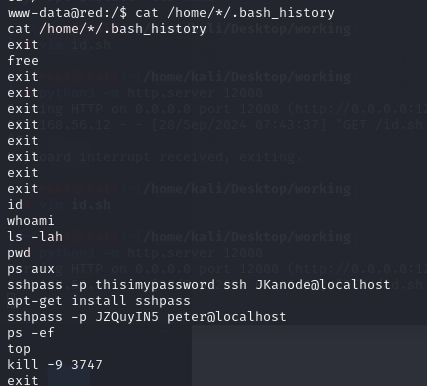 www-data@red:/$ cat /home/*/.bash_history
cat /home/*/.bash_history
exit
free
exit
exit
exit
exit
exit
exit
exit
exit
id
whoami
ls -lah
pwd
ps aux
sshpass -p thisimypassword ssh JKanode@localhost
apt-get install sshpass
sshpass -p JZQuyIN5 peter@localhost
ps -ef
top
kill -9 3747
exit